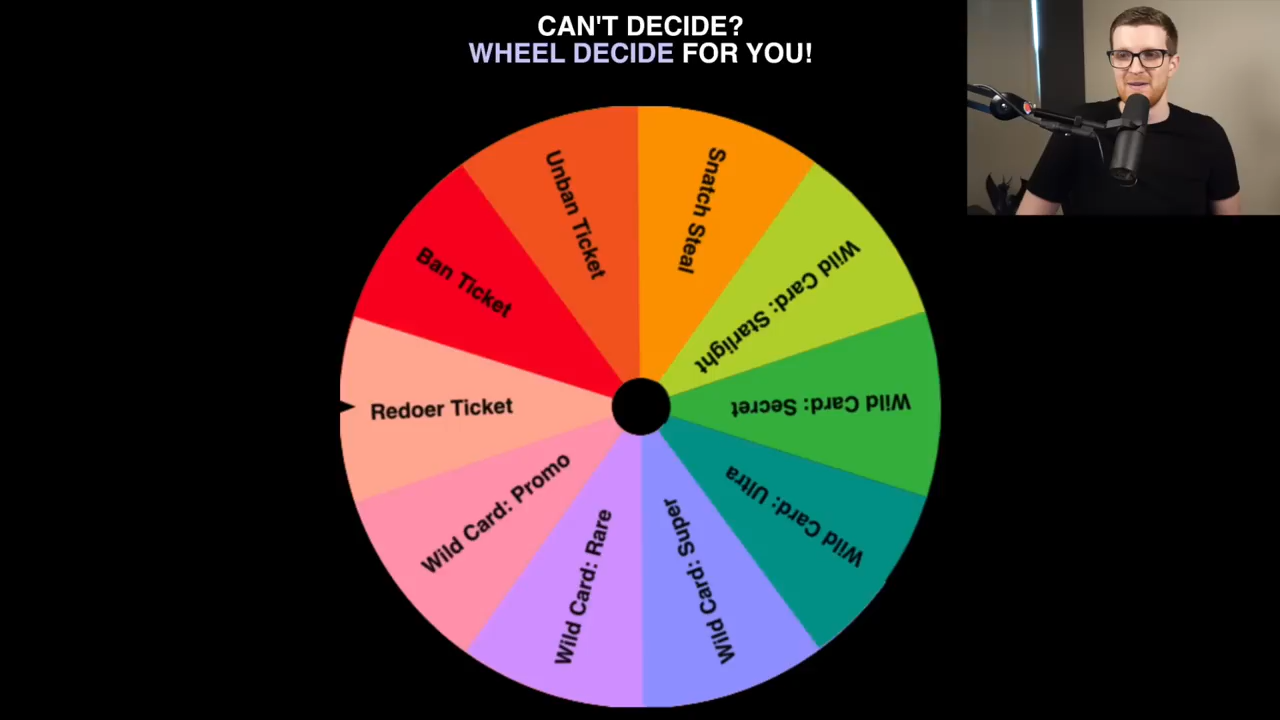 CAN'T DECIDE?
WHEEL DECIDE FOR YOU!
Unban Ticket
Snatch Steal
Ban Ticket
Wild Card: Starlight
Redoer Ticket
Wild Card: Secret
Wild Card: Promo
Wild Card: Ultra
Wild Card: Rare
Wild Card: Super